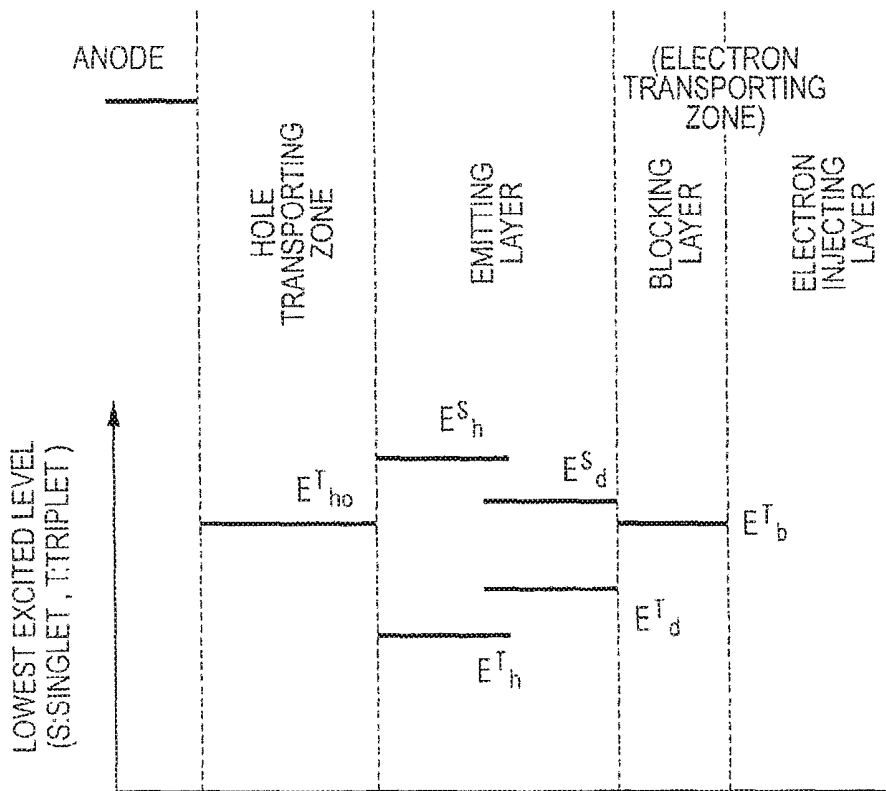 ANODE
(ELECTRON
TRANSPORTING
ZONE)
HOLE
TRANSPORTING
ZONE
EMITTING
LAYER
BLOCKING
LAYER
ELECTRON
INJECTING
LAYER
E^S_h
E^S_d
E^T_ho
E^T_b
E^T_d
E^T_h
LOWEST EXCITED LEVEL
(S:SINGLET, T:TRIPLET)